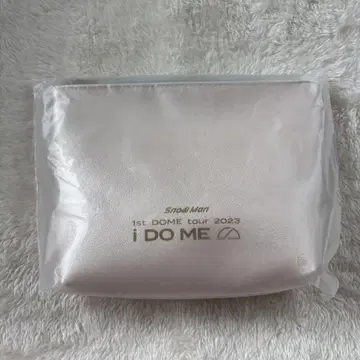 Snow Man
1st DOME tour 2023
i DO ME